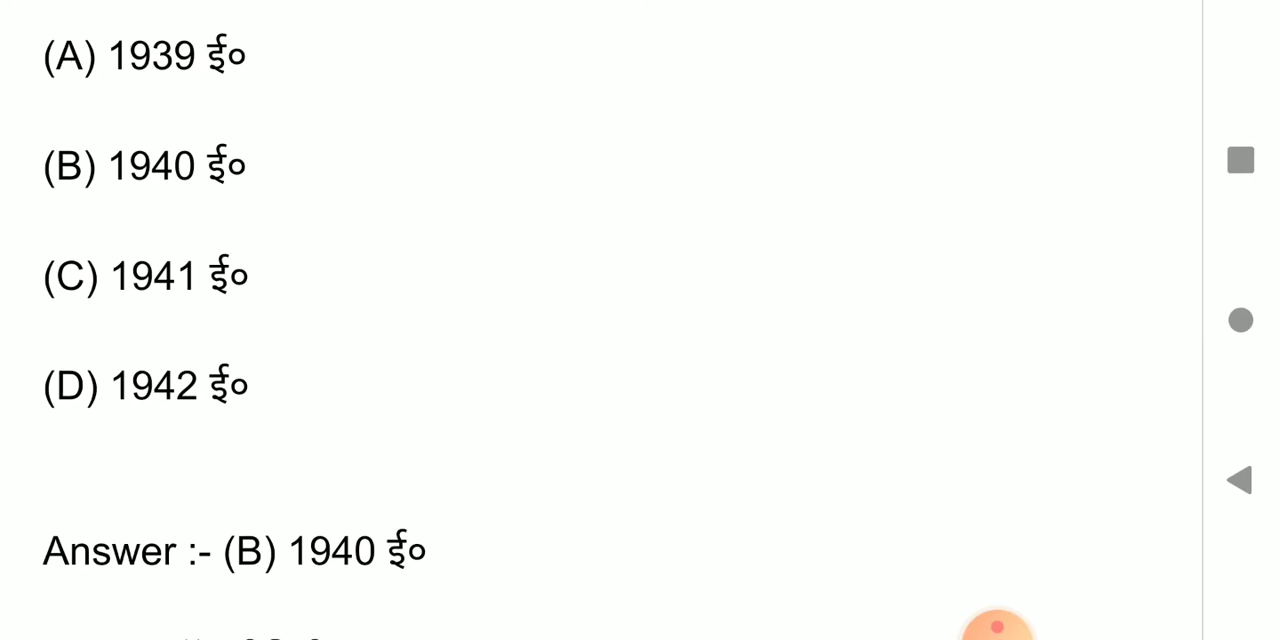 (A) 1939 ई०
(B) 1940 ई०
(C) 1941 ई०
(D) 1942 ई०
Answer :- (B) 1940 ई०